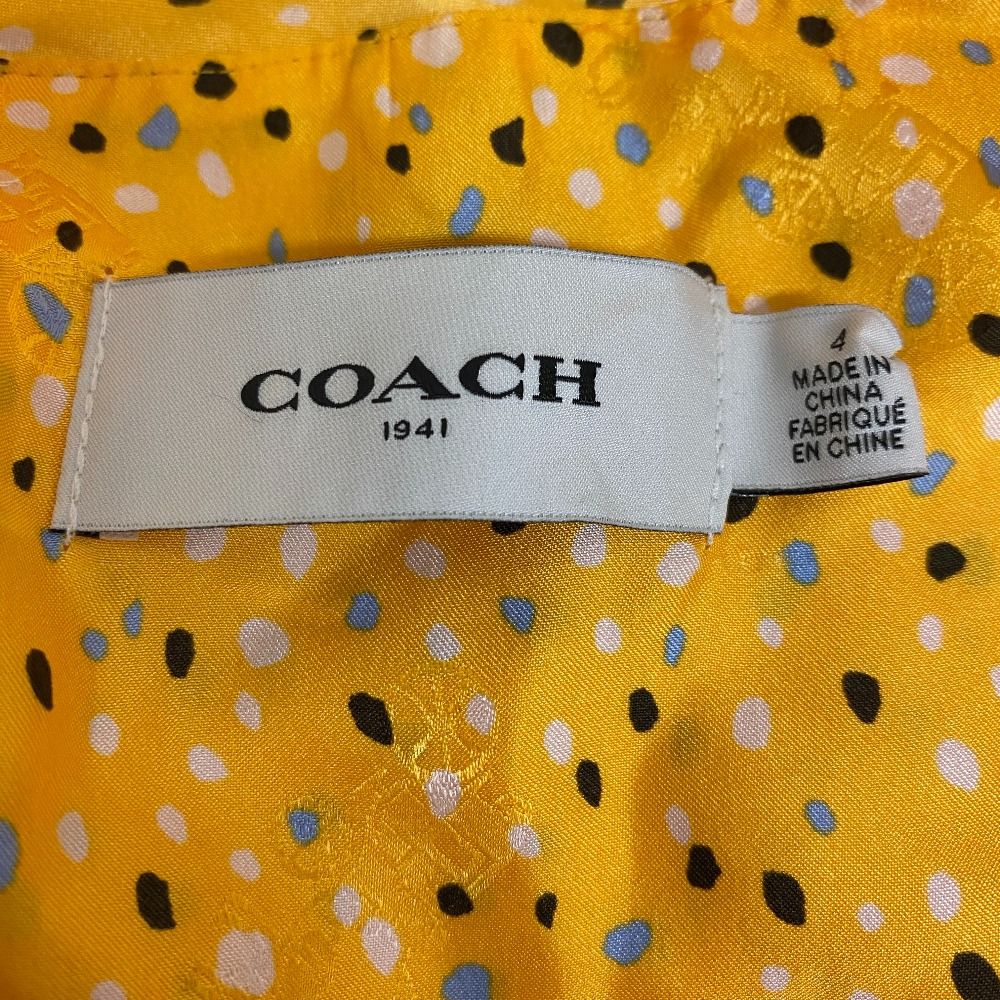 COACH
1941
4
MADE IN
CHINA
FABRIQUÉ
EN CHINE